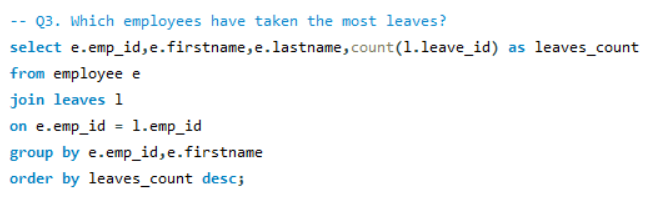 -- Q3. Which employees have taken the most leaves?
select e.emp_id,e.firstname,e.lastname,count(l.leave_id) as leaves_count
from employee e
join leaves l
on e.emp_id = l.emp_id
group by e.emp_id,e.firstname
order by leaves_count desc;